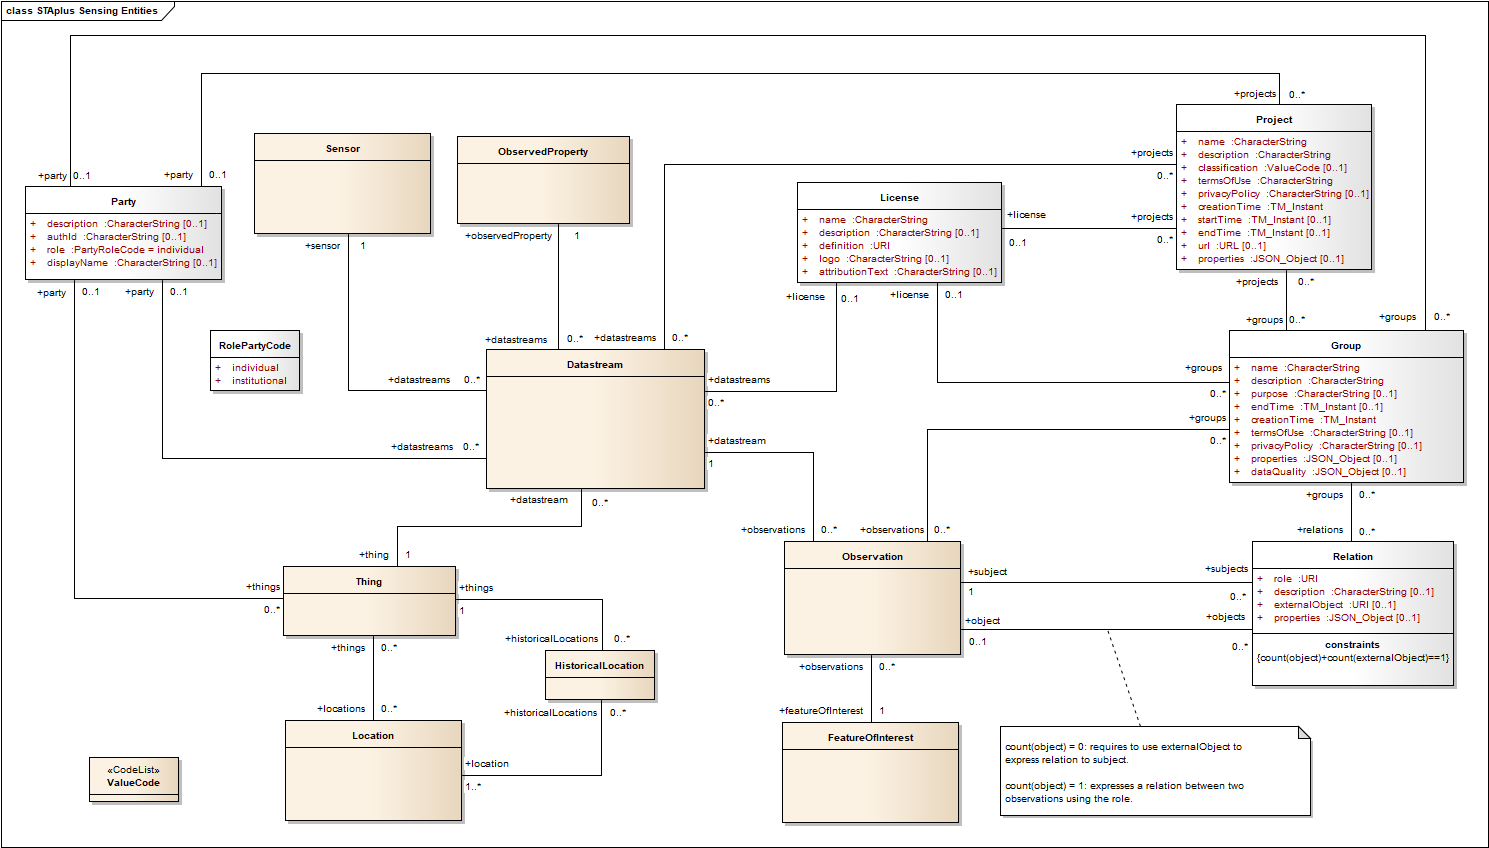 class STAplus Sensing Entities
+projects 0..*
Project
+ name :CharacterString
+ description :CharacterString
+ classification :ValueCode [0..1]
+ termsOfUse :CharacterString
+ privacyPolicy :CharacterString [0..1]
+ creationTime :TM_Instant
+ startTime :TM_Instant [0..1]
+ endTime :TM_Instant [0..1]
+ url :URL [0..1]
+ properties :JSON_Object [0..1]
+party 0..1
+party 0..1
Party
+ description :CharacterString [0..1]
+ authId :CharacterString [0..1]
+ role :PartyRoleCode = individual
+ displayName :CharacterString [0..1]
+party 0..1
+party 0..1
Sensor
+sensor 1
ObservedProperty
+observedProperty 1
+projects
0..*
+projects
0..*
License
+ name :CharacterString
+ description :CharacterString [0..1]
+ definition :URI
+ logo :CharacterString [0..1]
+ attributionText :CharacterString [0..1]
+license
0..1
+license 0..1
+license 0..1
+projects 0..*
+groups 0..*
+groups 0..*
RolePartyCode
+ individual
+ institutional
+datastreams 0..*
+datastreams 0..*
Datastream
+datastreams 0..*
+datastreams 0..*
+datastreams
0..*
+datastream
1
+datastream 0..*
Group
+ name :CharacterString
+ description :CharacterString
+ purpose :CharacterString [0..1]
+ endTime :TM_Instant [0..1]
+ creationTime :TM_Instant
+ termsOfUse :CharacterString [0..1]
+ privacyPolicy :CharacterString [0..1]
+ properties :JSON_Object [0..1]
+ dataQuality :JSON_Object [0..1]
+groups
0..*
+groups
0..*
+groups 0..*
+relations 0..*
+observations 0..*
+observations 0..*
Observation
+subject
1
+object
0..1
+subjects
0..*
+objects
0..*
Relation
+ role :URI
+ description :CharacterString [0..1]
+ externalObject :URI [0..1]
+ properties :JSON_Object [0..1]
constraints
{count(object)+count(externalObject)==1}
+thing 1
+things
0..*
Thing
+things
1
+historicalLocations 0..*
HistoricalLocation
+historicalLocations 0..*
+things 0..*
+locations 0..*
Location
+location
1..*
+observations 0..*
+featureOfInterest 1
FeatureOfInterest
count(object) = 0: requires to use externalObject to
express relation to subject.
count(object) = 1: expresses a relation between two
observations using the role.
«CodeList»
ValueCode